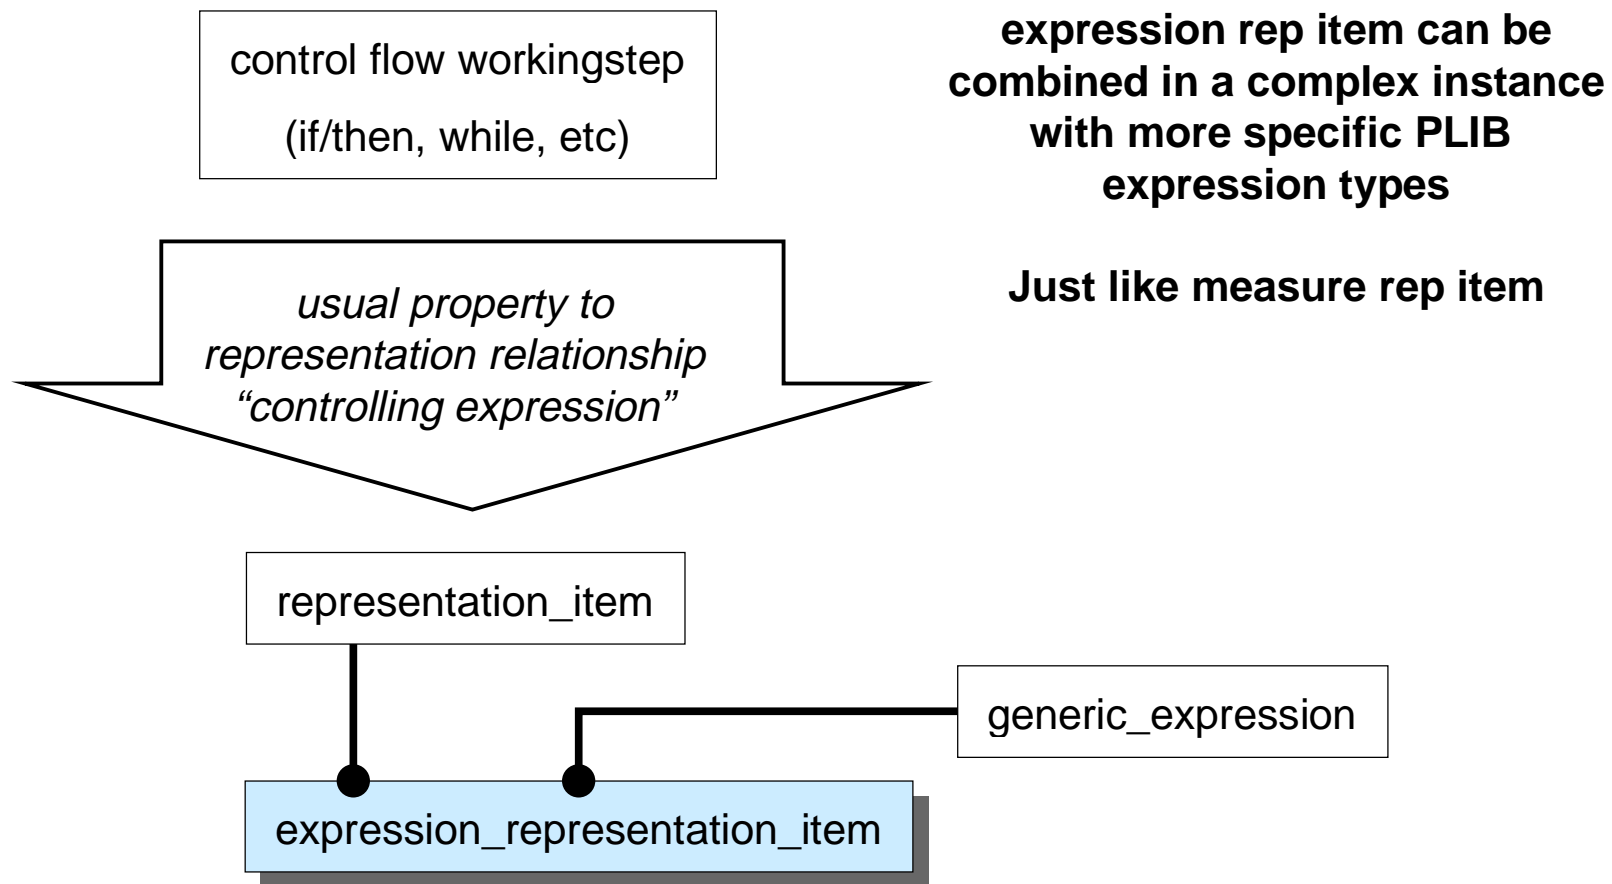 control flow workingstep
(if/then, while, etc)
expression rep item can be
combined in a complex instance
with more specific PLIB
expression types
Just like measure rep item
usual property to
representation relationship
“controlling expression”
representation_item
generic_expression
expression_representation_item